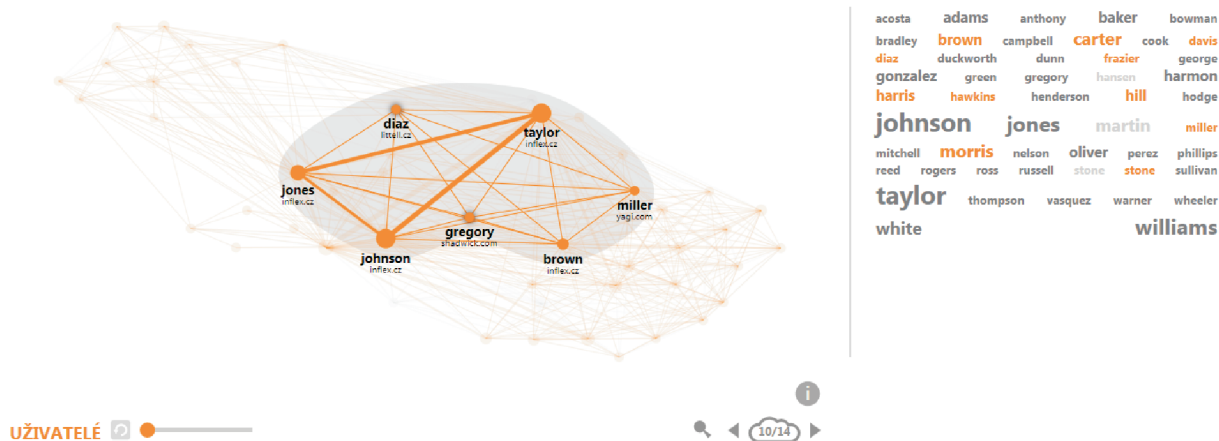 diaz
littell.cz
taylor
inflex.cz
jones
inflex.cz
miller
yagi.com
gregory
shadwick.com
johnson
inflex.cz
brown
inflex.cz
acosta adams anthony baker bowman
bradley brown campbell carter cook davis
diaz duckworth dunn frazier george
gonzalez green gregory hansen harmon
harris hawkins henderson hill hodge
johnson jones martin miller
mitchell morris nelson oliver perez phillips
reed rogers ross russell stone stone sullivan
taylor thompson vasquez warner wheeler
white williams
i
UŽIVATELÉ
10/14